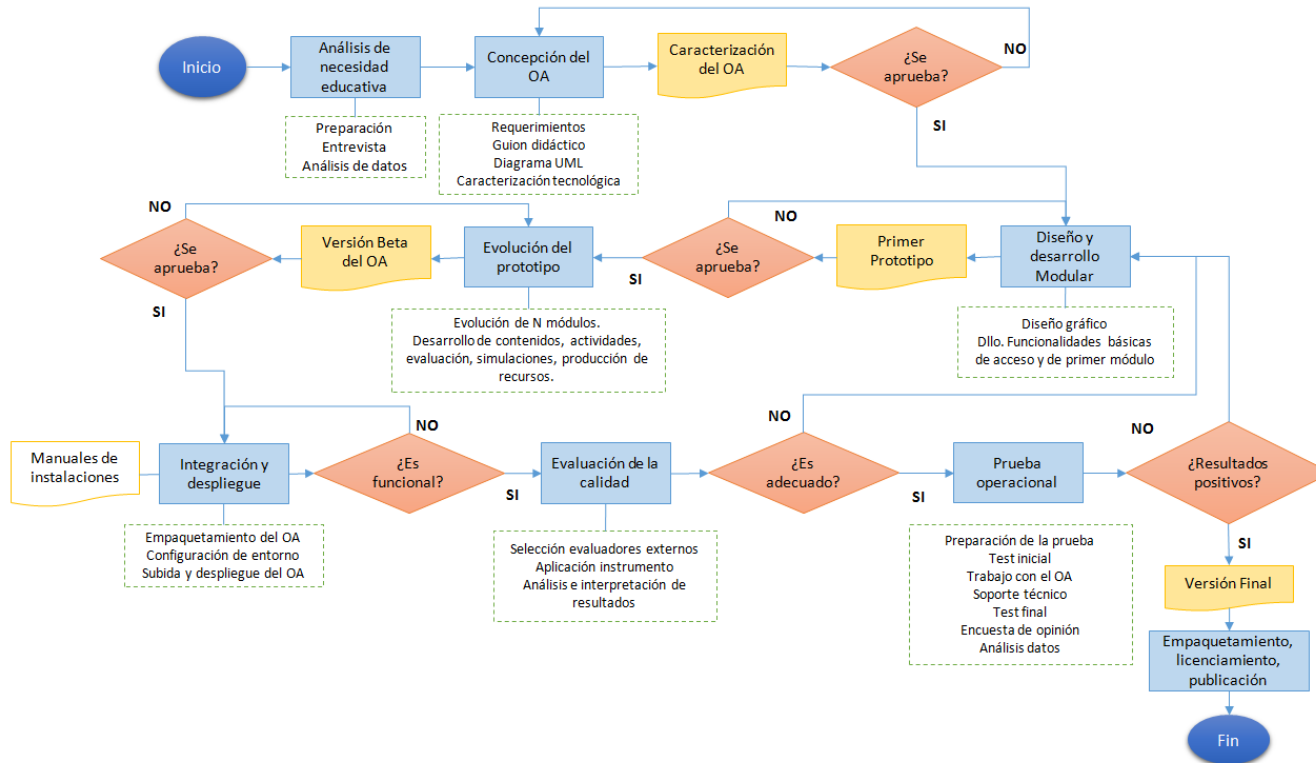 Inicio
Análisis de
necesidad
educativa
Concepción del
OA
Caracterización
del OA
¿Se
aprueba?
NO
SI
Preparación
Entrevista
Análisis de datos
Requerimientos
Guion didáctico
Diagrama UML
Caracterización tecnológica
Diseño y
desarrollo
Modular
Primer
Prototipo
¿Se
aprueba?
NO
SI
Evolución del
prototipo
Versión Beta
del OA
¿Se
aprueba?
NO
SI
Diseño gráfico
Dllo. Funcionalidades básicas
de acceso y de primer módulo
Evolución de N módulos.
Desarrollo de contenidos, actividades,
evaluación, simulaciones, producción de
recursos.
Manuales de
instalaciones
Integración y
despliegue
¿Es
funcional?
NO
SI
Evaluación de la
calidad
¿Es
adecuado?
NO
SI
Prueba
operacional
¿Resultados
positivos?
NO
SI
Empaquetamiento del OA
Configuración de entorno
Subida y despliegue del OA
Selección evaluadores externos
Aplicación instrumento
Análisis e interpretación de
resultados
Preparación de la prueba
Test inicial
Trabajo con el OA
Soporte técnico
Test final
Encuesta de opinión
Análisis datos
Versión Final
Empaquetamiento,
licenciamiento,
publicación
Fin